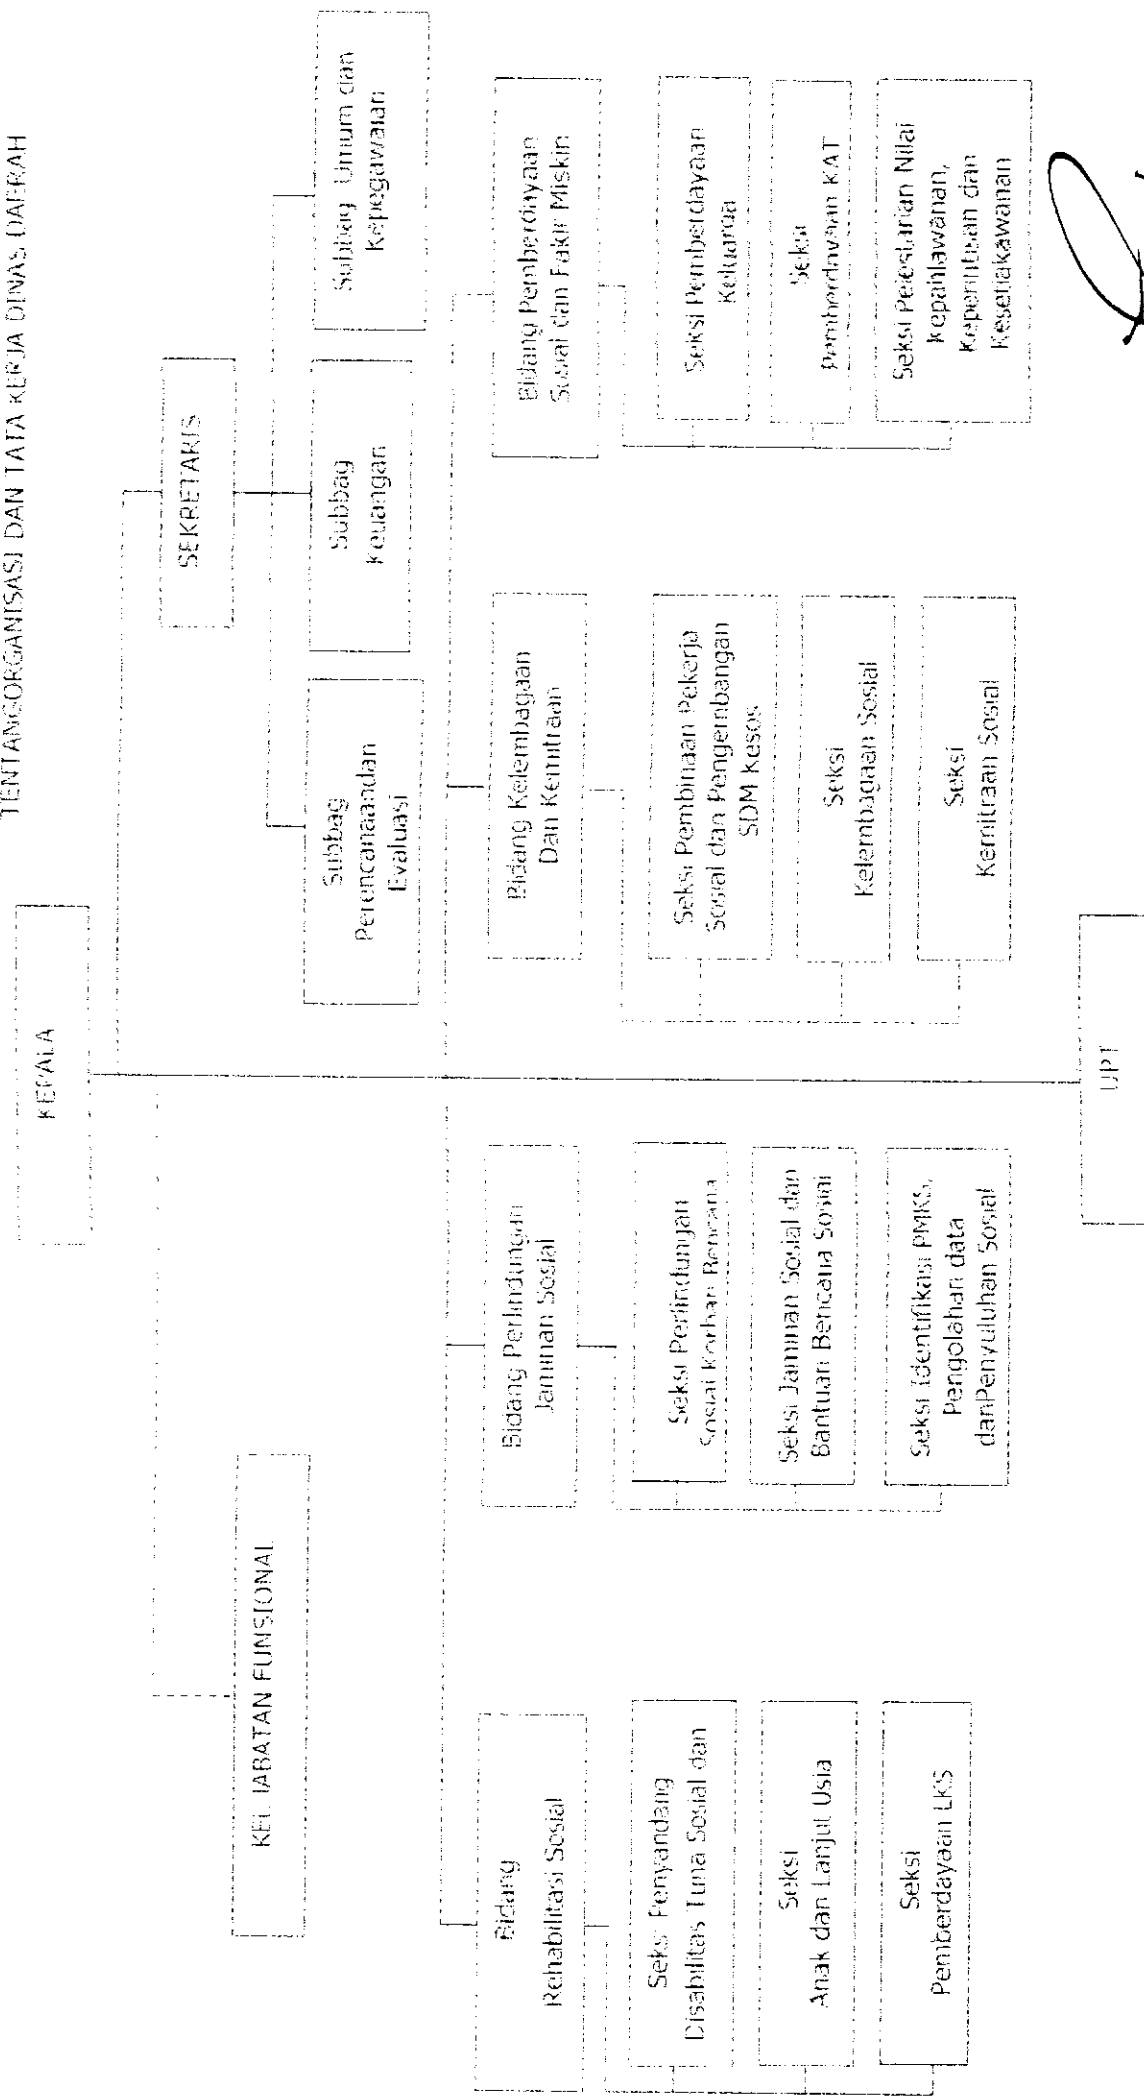 TENTANGORGANISASI DAN TATA KERJA DINAS DAERAH
KEPALA
SEKRETARIS
KEL JABATAN FUNSIONAL
Subbag
Perencanaandan
Evaluasi
Subbag
Keuangan
Subbag Umum dan
Kepegawaian
Bidang
Rehabilitasi Sosial
Seksi Penyandang
Disabilitas Tuna Sosial dan
Seksi
Anak dan Lanjut Usia
Seksi
Pemberdayaan LKS
Bidang Perlindungan
Jaminan Sosial
Seksi Perlindungan
Sosial Korban Bencana
Seksi Jaminan Sosial dan
Bantuan Bencana Sosial
Seksi Identifikasi PMKS,
Pengolahan data
danPenyuluhan Sosial
Bidang Kelembagaan
Dan Kemitraan
Seksi Pembinaan Pekerja
Sosial dan Pengembangan
SDM Kesos
Seksi
Kelembagaan Sosial
Seksi
Kemitraan Sosial
Bidang Pemberdayaan
Sosial dan Fakir Miskin
Seksi Pemberdayaan
Keluarga
Seksi
Pemberdayaan KAT
Seksi Pelestarian Nilai
Kepahlawanan,
Keperintisan dan
Kesetiakawanan
UPT